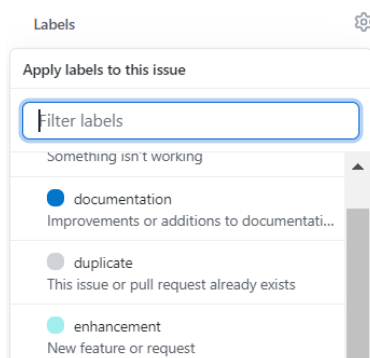 Labels
Apply labels to this issue
Filter labels
Something isn't working
documentation
Improvements or additions to documentati...
duplicate
This issue or pull request already exists
enhancement
New feature or request